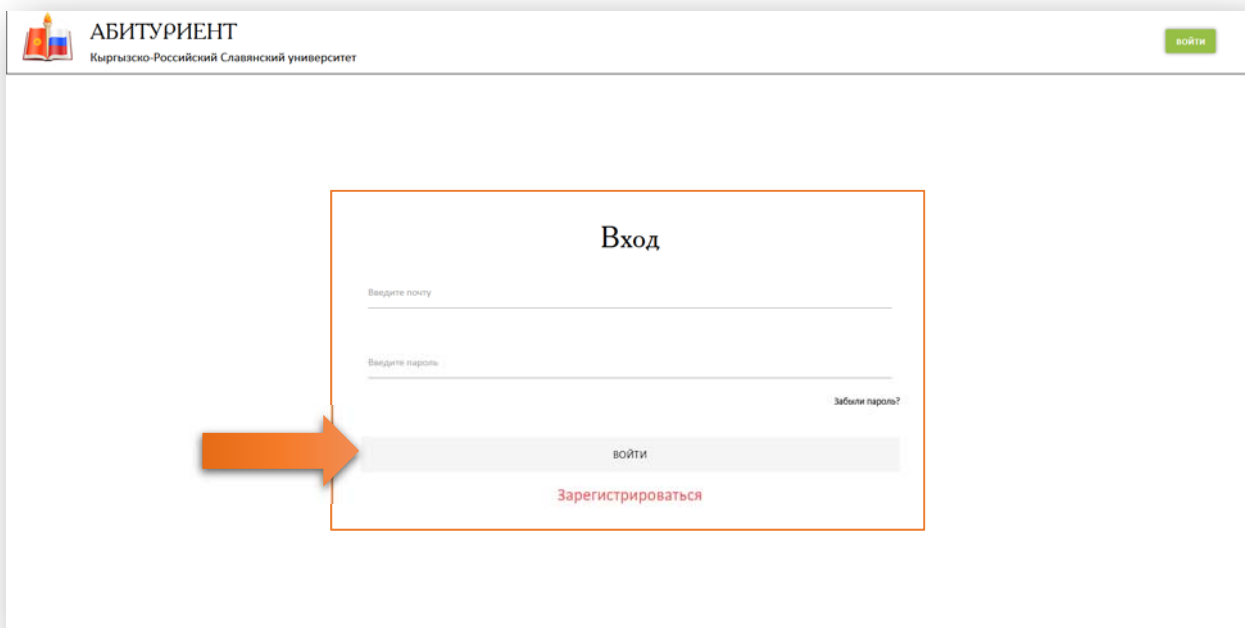 АБИТУРИЕНТ
Кыргызско-Российский Славянский университет
ВОЙТИ
Вход
Введите почту
Введите пароль
Забыли пароль?
ВОЙТИ
Зарегистрироваться